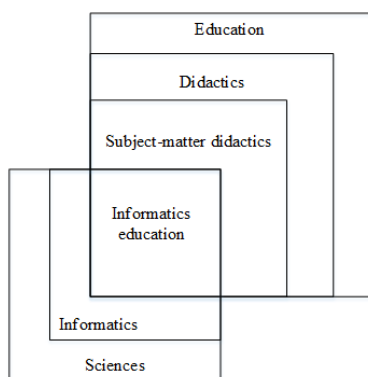 Education
Didactics
Subject-matter didactics
Informatics
education
Informatics
Sciences